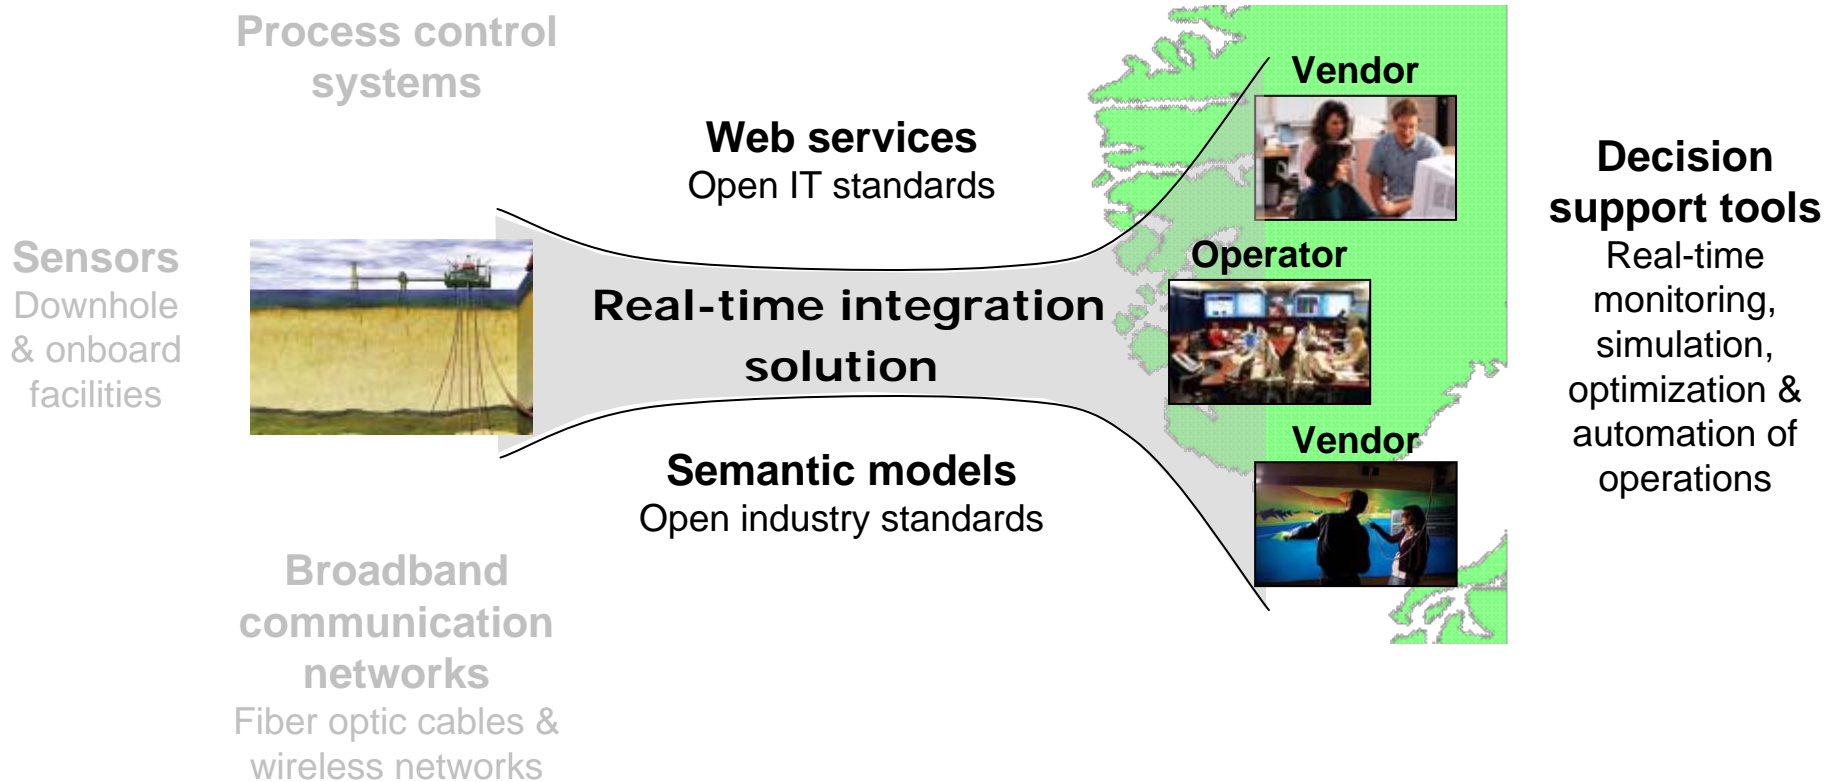 Process control
systems
Sensors
Downhole
& onboard
facilities
Broadband
communication
networks
Fiber optic cables &
wireless networks
Web services
Open IT standards
Real-time integration
solution
Semantic models
Open industry standards
Vendor
Operator
Vendor
Decision
support tools
Real-time
monitoring,
simulation,
optimization &
automation of
operations